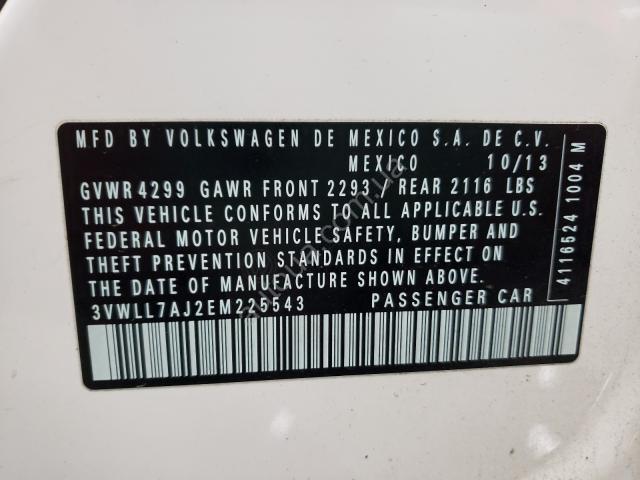 MFD BY VOLKSWAGEN DE MEXICO S.A. DE C.V.
MEXICO 10/13
GVWR 4299 GAWR FRONT 2293 / REAR 2116 LBS
THIS VEHICLE CONFORMS TO ALL APPLICABLE U.S.
FEDERAL MOTOR VEHICLE SAFETY, BUMPER AND
THEFT PREVENTION STANDARDS IN EFFECT ON
THE DATE OF MANUFACTURE SHOWN ABOVE.
3VWLL7AJ2EM225543 PASSENGER CAR
4116524 1004 M